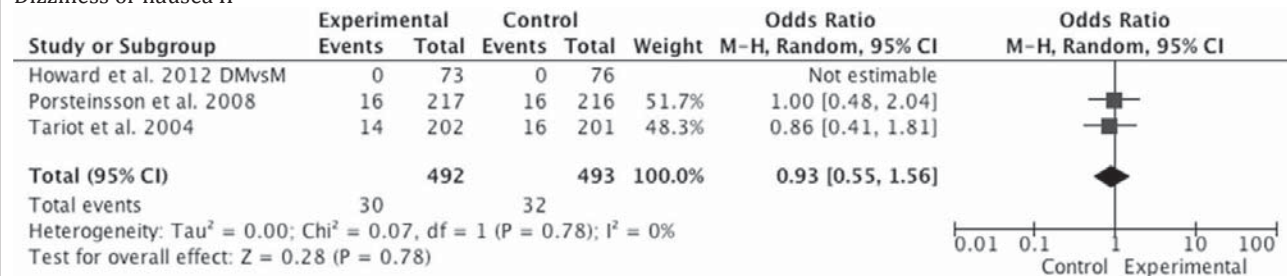 Dizziness or nausea II
Experimental Control Odds Ratio Odds Ratio
Study or Subgroup Events Total Events Total Weight M-H, Random, 95% CI M-H, Random, 95% CI
Howard et al. 2012 DMvsM 0 73 0 76 Not estimable
Porsteinsson et al. 2008 16 217 16 216 51.7% 1.00 [0.48, 2.04]
Tariot et al. 2004 14 202 16 201 48.3% 0.86 [0.41, 1.81]
Total (95% CI) 492 493 100.0% 0.93 [0.55, 1.56]
Total events 30 32
Heterogeneity: Tau² = 0.00; Chi² = 0.07, df = 1 (P = 0.78); I² = 0%
Test for overall effect: Z = 0.28 (P = 0.78)
0.01 0.1 1 10 100
Control Experimental